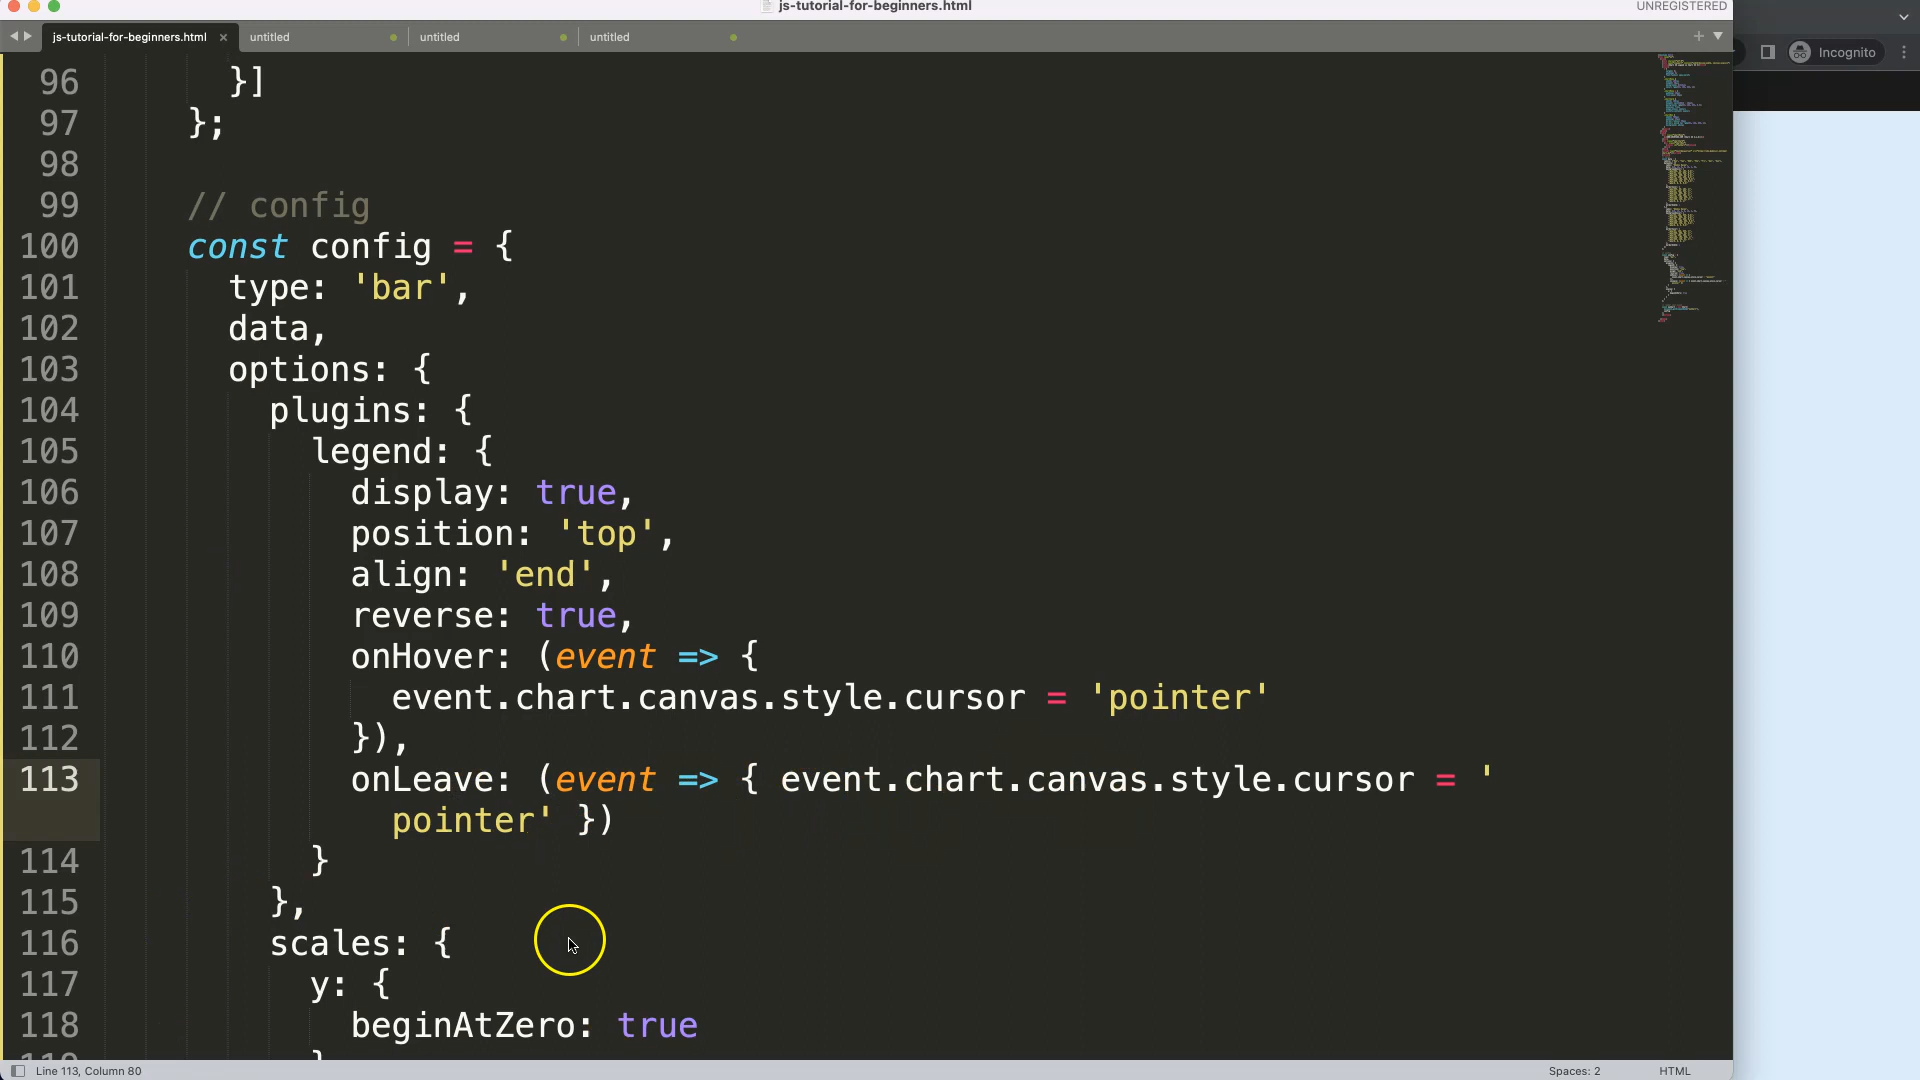 js-tutorial-for-beginners.html
UNREGISTERED
js-tutorial-for-beginners.html × untitled untitled untitled
Incognito
96 }]
97 };
98
99 // config
100 const config = {
101 type: 'bar',
102 data,
103 options: {
104 plugins: {
105 legend: {
106 display: true,
107 position: 'top',
108 align: 'end',
109 reverse: true,
110 onHover: (event => {
111 event.chart.canvas.style.cursor = 'pointer'
112 }),
113 onLeave: (event => { event.chart.canvas.style.cursor = '
pointer' })
114 }
115 },
116 scales: {
117 y: {
118 beginAtZero: true
119 }
Line 113, Column 80
Spaces: 2
HTML